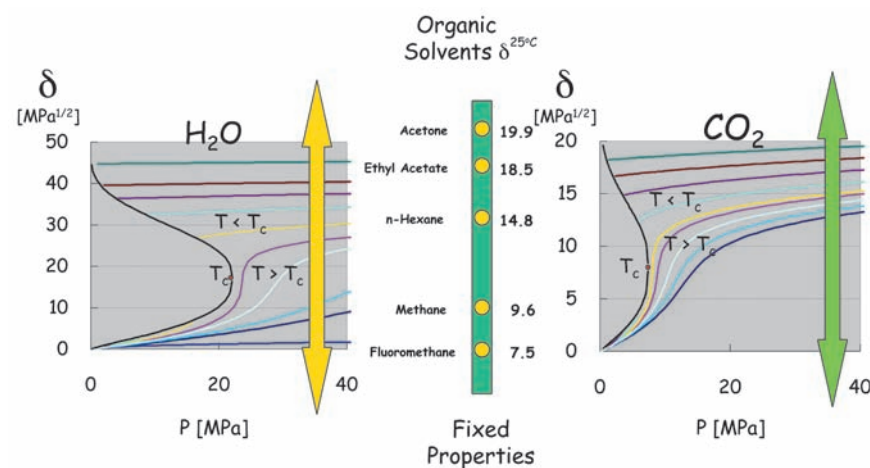 Organic
Solvents δ²⁵°ᶜ
δ
[MPa¹/²]
H₂O
50
40
30
20
10
0
T < Tc
Tc
T > Tc
0
20
40
P [MPa]
Acetone 19.9
Ethyl Acetate 18.5
n-Hexane 14.8
Methane 9.6
Fluoromethane 7.5
Fixed
Properties
δ
[MPa¹/²]
CO₂
20
15
10
5
0
T < Tc
T > Tc
Tc
0
20
40
P [MPa]